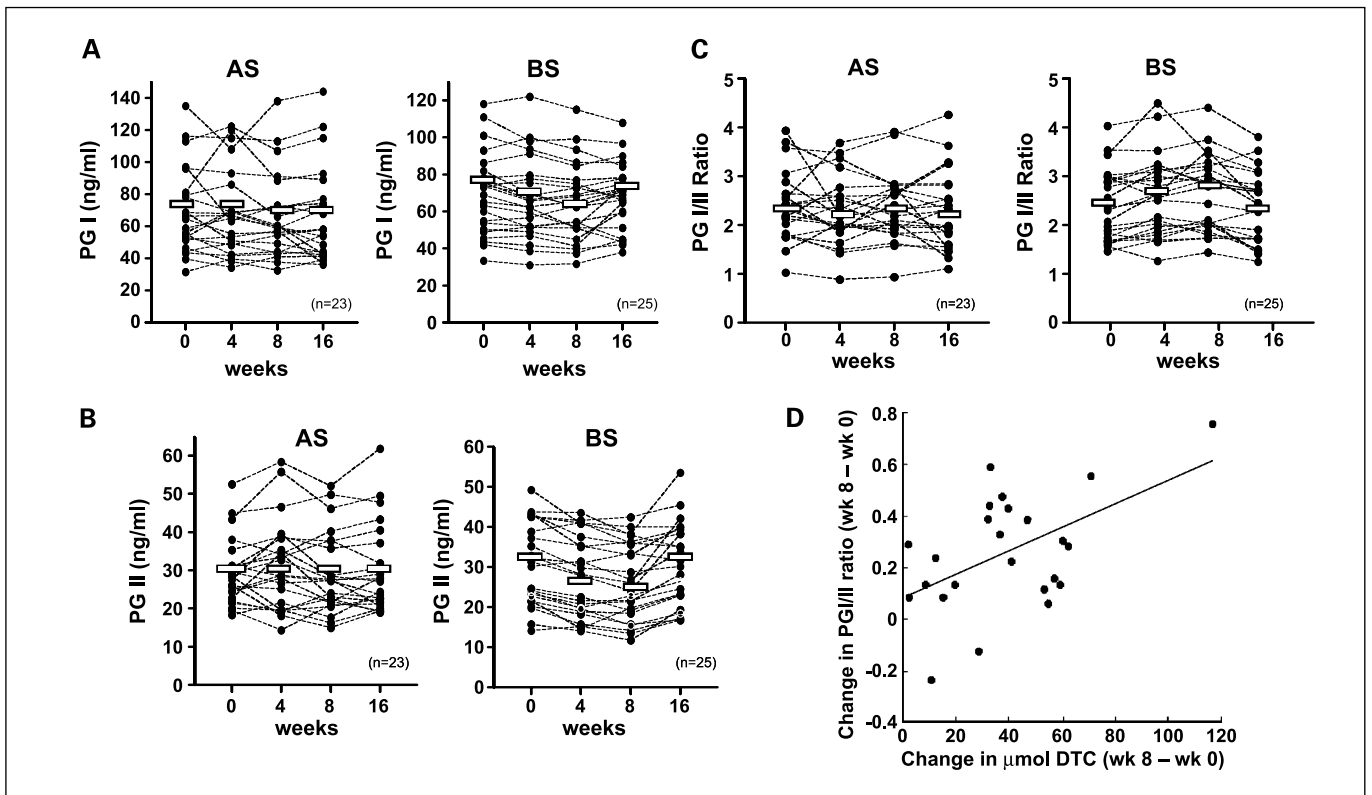 A
AS
PG I (ng/ml)
140
120
100
80
60
40
20
0
(n=23)
0 4 8 16
weeks
BS
PG I (ng/ml)
120
100
80
60
40
20
0
(n=25)
0 4 8 16
weeks
C
AS
PG I/II Ratio
5
4
3
2
1
0
(n=23)
0 4 8 16
weeks
BS
PG I/II Ratio
5
4
3
2
1
0
(n=25)
0 4 8 16
weeks
B
AS
PG II (ng/ml)
60
50
40
30
20
10
0
(n=23)
0 4 8 16
weeks
BS
PG II (ng/ml)
60
50
40
30
20
10
0
(n=25)
0 4 8 16
weeks
D
Change in PGI/II ratio (wk 8 – wk 0)
0.8
0.6
0.4
0.2
0
-0.2
-0.4
0 20 40 60 80 100 120
Change in μmol DTC (wk 8 – wk 0)